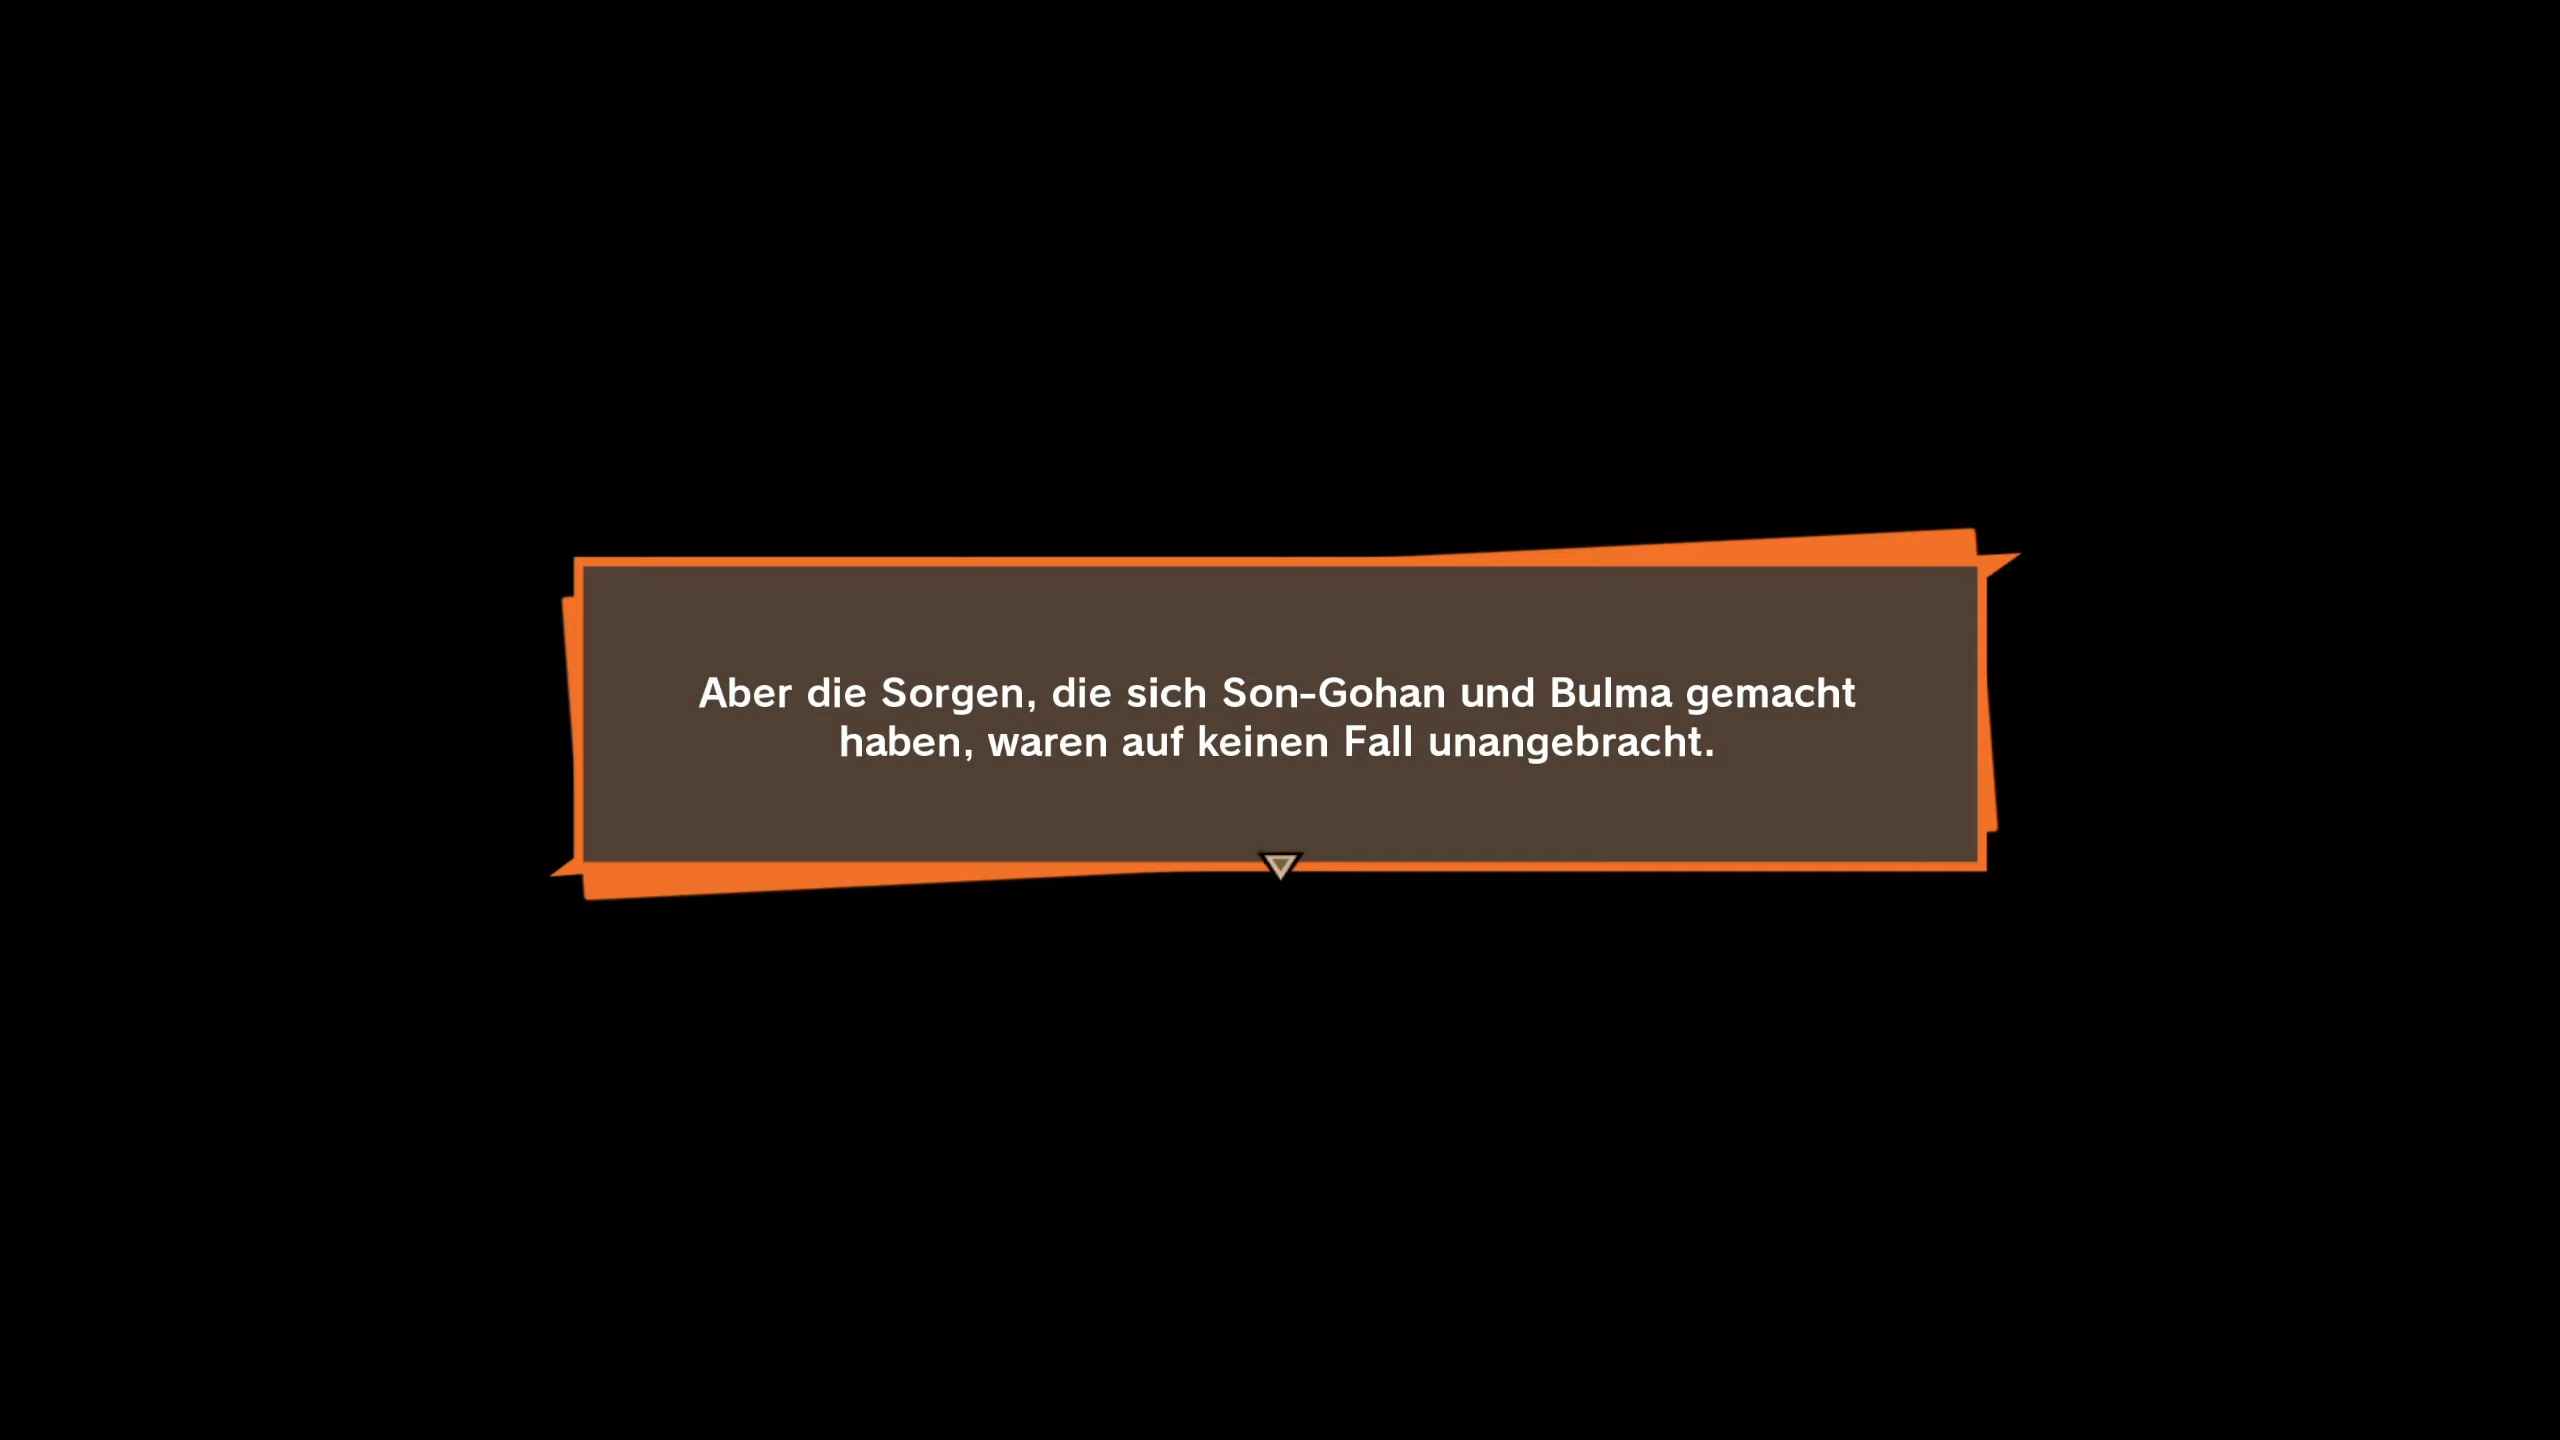 Aber die Sorgen, die sich Son-Gohan und Bulma gemacht
haben, waren auf keinen Fall unangebracht.